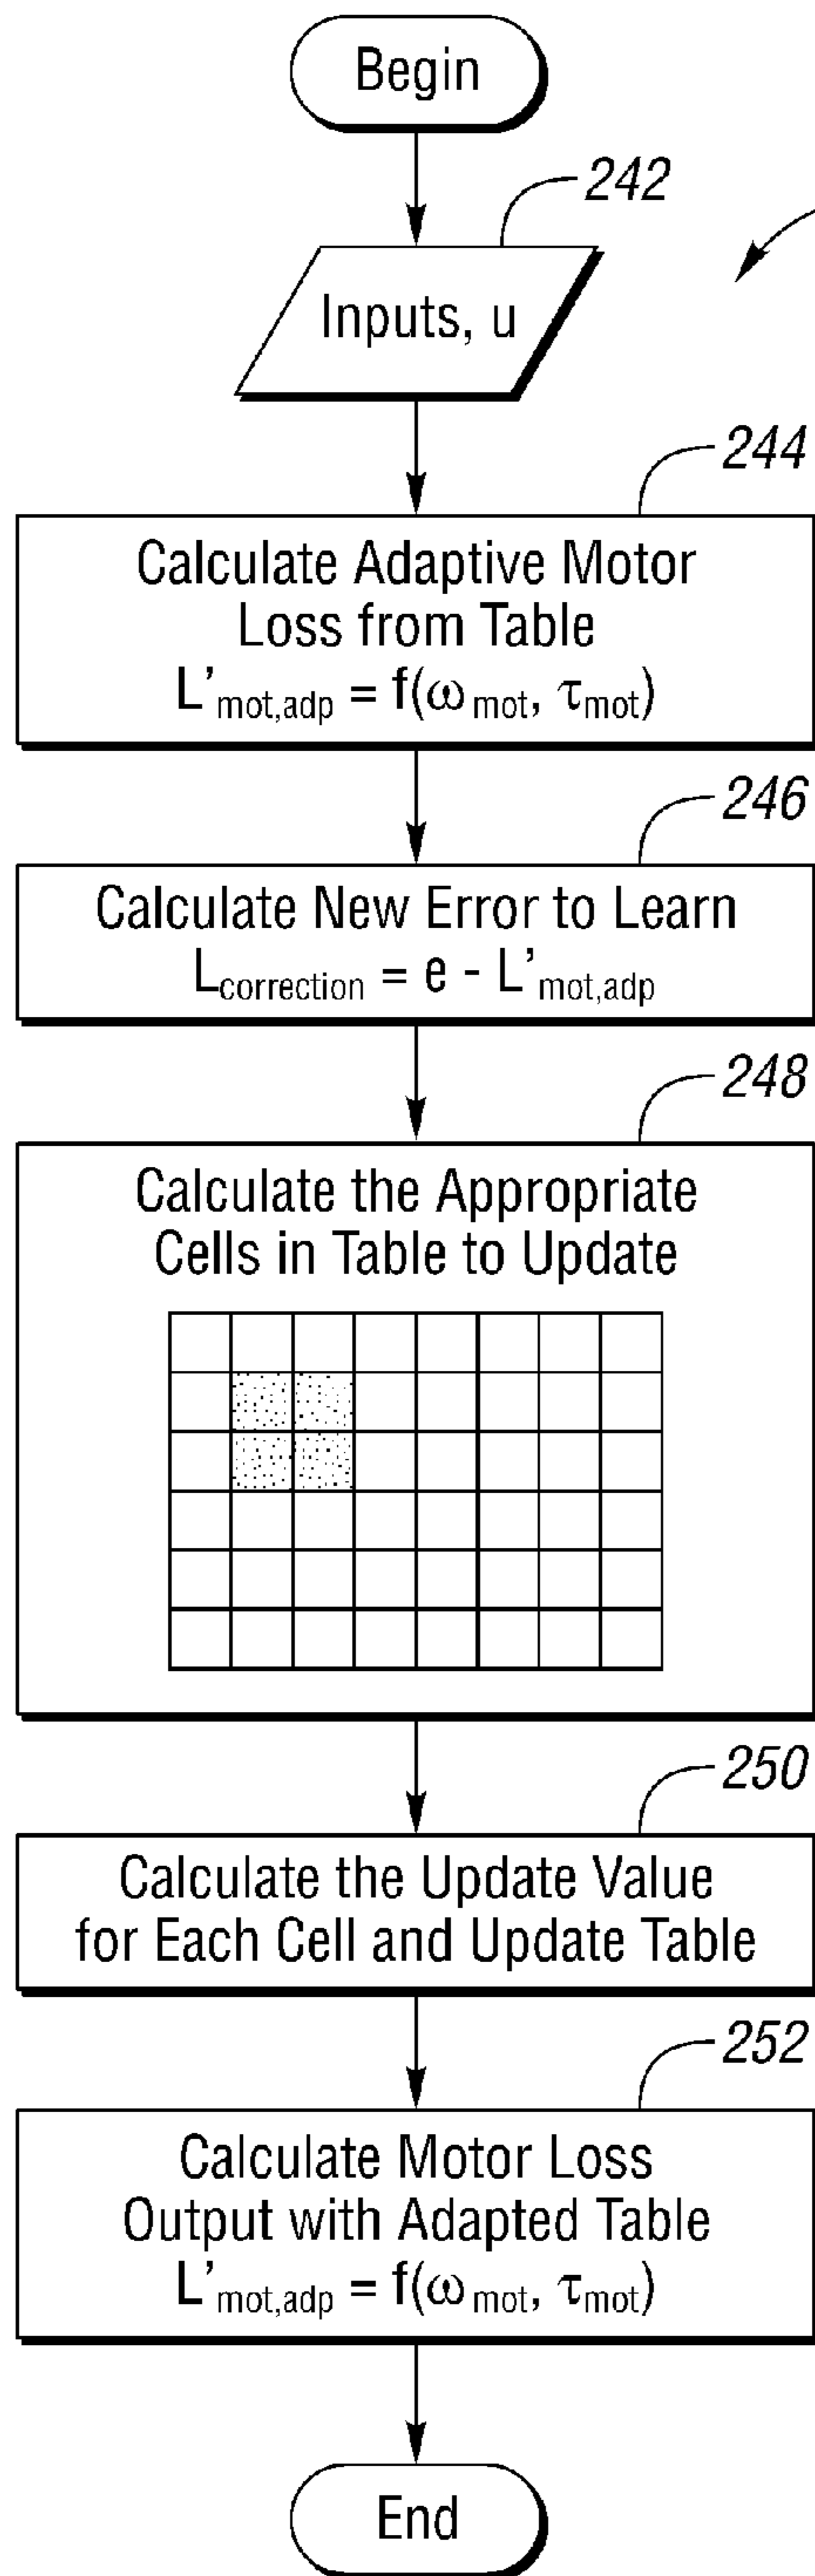 Begin
242
Inputs, u
244
Calculate Adaptive Motor
Loss from Table
L'mot,adp = f(ωmot, τmot)
246
Calculate New Error to Learn
Lcorrection = e - L'mot,adp
248
Calculate the Appropriate
Cells in Table to Update
250
Calculate the Update Value
for Each Cell and Update Table
252
Calculate Motor Loss
Output with Adapted Table
L'mot,adp = f(ωmot, τmot)
End